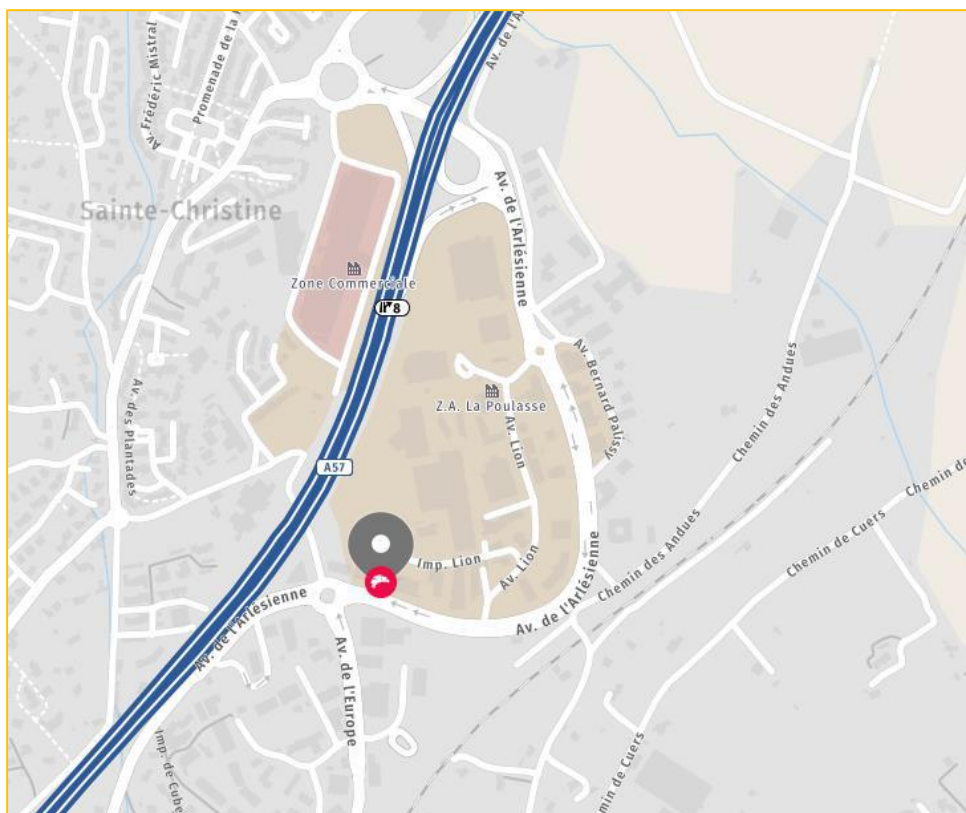 Av. de l'A
Av. Frédéric Mistral
Promenade de la
Sainte-Christine
Av. de l'Arlésienne
Zone Commerciale
8
Av. Bernard Palissy
Z.A. La Poulasse
Av. des Plantades
Av. Lion
Chemin des Andues
A57
Chemin de
Chemin de Cuers
Imp. Lion
Av. Lion
Av. de l'Arlésienne
Chemin des Andues
Av. de l'Arlésienne
Av. de l'Arlésienne
Av. de l'Europe
Imp. de Cube
min de Cuers